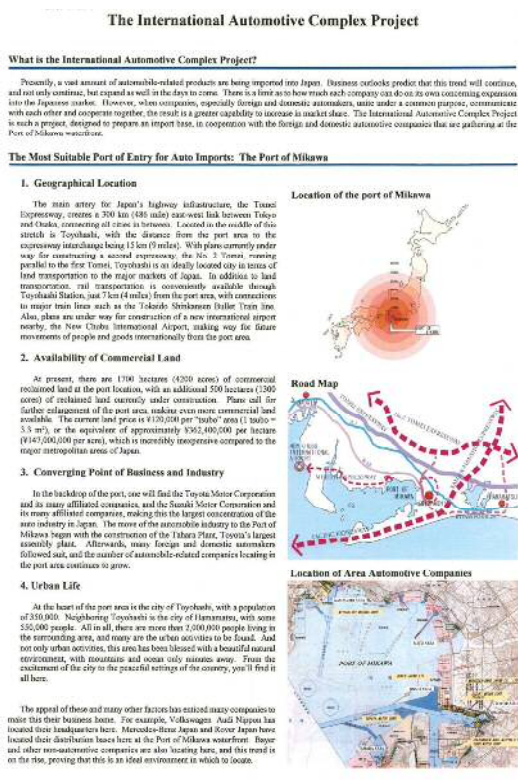 The International Automotive Complex Project
What is the International Automotive Complex Project?
Presently, a vast amount of automobile-related products are being imported into Japan. Business outlooks predict that this trend will continue,
and not only continue, but expand as well in the days to come. There is a limit as to how much each company can do on its own concerning expansion
into the Japanese market. However, when companies, especially foreign and domestic automakers, unite under a common purpose, communicate
with each other and cooperate together, the result is a greater capability to increase in market share. The International Automotive Complex Project
is such a project, designed to prepare an import base, in cooperation with the foreign and domestic automotive companies that are gathering at the
Port of Mikawa waterfront.
The Most Suitable Port of Entry for Auto Imports: The Port of Mikawa
1. Geographical Location
The main artery for Japan's highway infrastructure, the Tomei
Expressway, creates a 300 km (486 mile) east-west link between Tokyo
and Osaka, connecting all cities in between. Located in the middle of this
stretch is Toyohashi, with the distance from the port area to the
expressway interchange being 15 km (9 miles). With plans currently under
way for constructing a second expressway, the No. 2 Tomei, running
parallel to the first Tomei, Toyohashi is an ideally located city in terms of
land transportation to the major markets of Japan. In addition to land
transportation, rail transportation is conveniently available through
Toyohashi Station, just 7 km (4 miles) from the port area, with connections
to major train lines such as the Tokaido Shinkansen Bullet Train line.
Also, plans are under way for construction of a new international airport
nearby, the New Chubu International Airport, making way for future
movements of people and goods internationally from the port area.
2. Availability of Commercial Land
At present, there are 1700 hectares (4200 acres) of commercial
reclaimed land at the port location, with an additional 500 hectares (1300
acres) of reclaimed land currently under construction. Plans call for
further enlargement of the port area, making even more commercial land
available. The current land price is ¥120,000 per "tsubo" area (1 tsubo =
3.3 m²), or the equivalent of approximately ¥362,400,000 per hectare
(¥147,000,000 per acre), which is incredibly inexpensive compared to the
major metropolitan areas of Japan.
3. Converging Point of Business and Industry
In the backdrop of the port, one will find the Toyota Motor Corporation
and its many affiliated companies, and the Suzuki Motor Corporation and
its many affiliated companies, making this the largest concentration of the
auto industry in Japan. The move of the automobile industry to the Port of
Mikawa began with the construction of the Tahara Plant, Toyota's largest
assembly plant. Afterwards, many foreign and domestic automakers
followed suit, and the number of automobile-related companies locating in
the port area continues to grow.
4. Urban Life
At the heart of the port area is the city of Toyohashi, with a population
of 350,000. Neighboring Toyohashi is the city of Hamamatsu, with some
550,000 people. All in all, there are more than 2,000,000 people living in
the surrounding area, and many are the urban activities to be found. And
not only urban activities, this area has been blessed with a beautiful natural
environment, with mountains and ocean only minutes away. From the
excitement of the city to the peaceful settings of the country, you'll find it
all here.
The appeal of these and many other factors has enticed many companies to
make this their business home. For example, Volkswagen Audi Nippon has
located their headquarters here. Mercedes-Benz Japan and Rover Japan have
located their distribution bases here at the Port of Mikawa waterfront. Bayer
and other non-automotive companies are also locating here, and this trend is
on the rise, proving that this is an ideal environment in which to locate.
Location of the port of Mikawa
Road Map
PORT OF
MIKAWA
Location of Area Automotive Companies
PORT OF MIKAWA